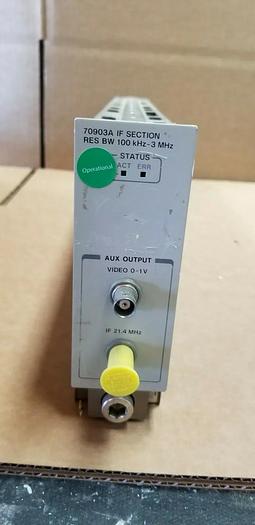 70903A IF SECTION
RES BW 100 kHz-3 MHz
STATUS
Operational
ACT ERR
AUX OUTPUT
VIDEO 0-1V
IF 21.4 MHz